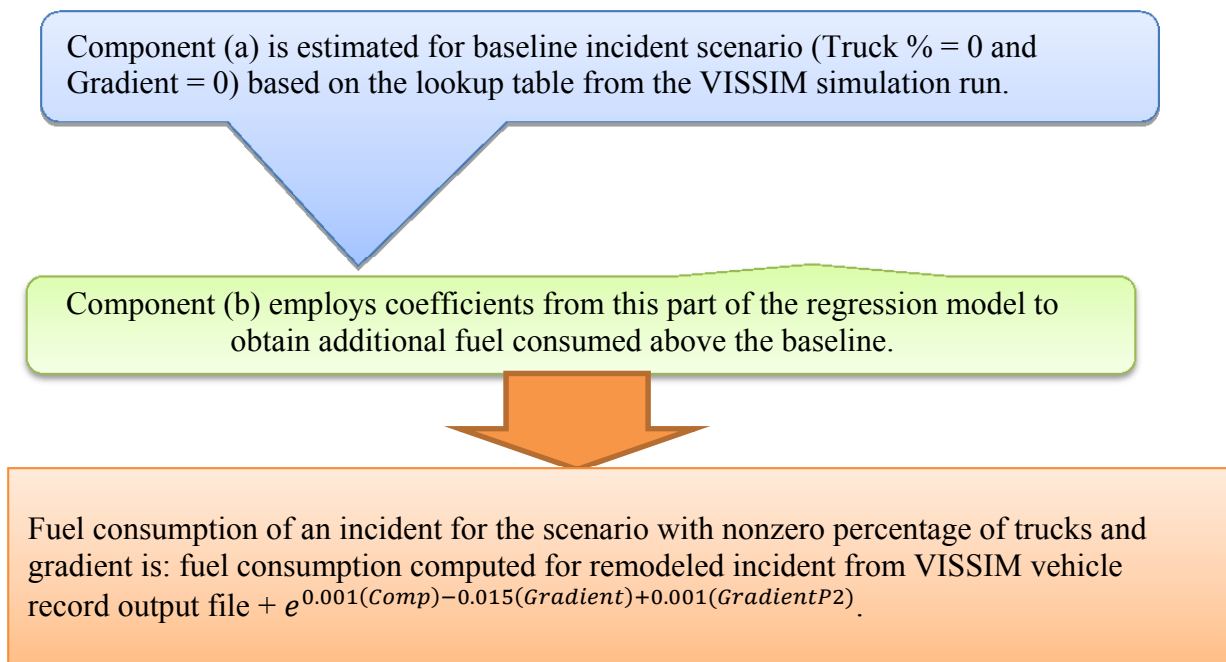 Component (a) is estimated for baseline incident scenario (Truck % = 0 and
Gradient = 0) based on the lookup table from the VISSIM simulation run.
Component (b) employs coefficients from this part of the regression model to
obtain additional fuel consumed above the baseline.
Fuel consumption of an incident for the scenario with nonzero percentage of trucks and
gradient is: fuel consumption computed for remodeled incident from VISSIM vehicle
record output file + 𝑒^{0.001(Comp)−0.015(Gradient)+0.001(GradientP2)}.